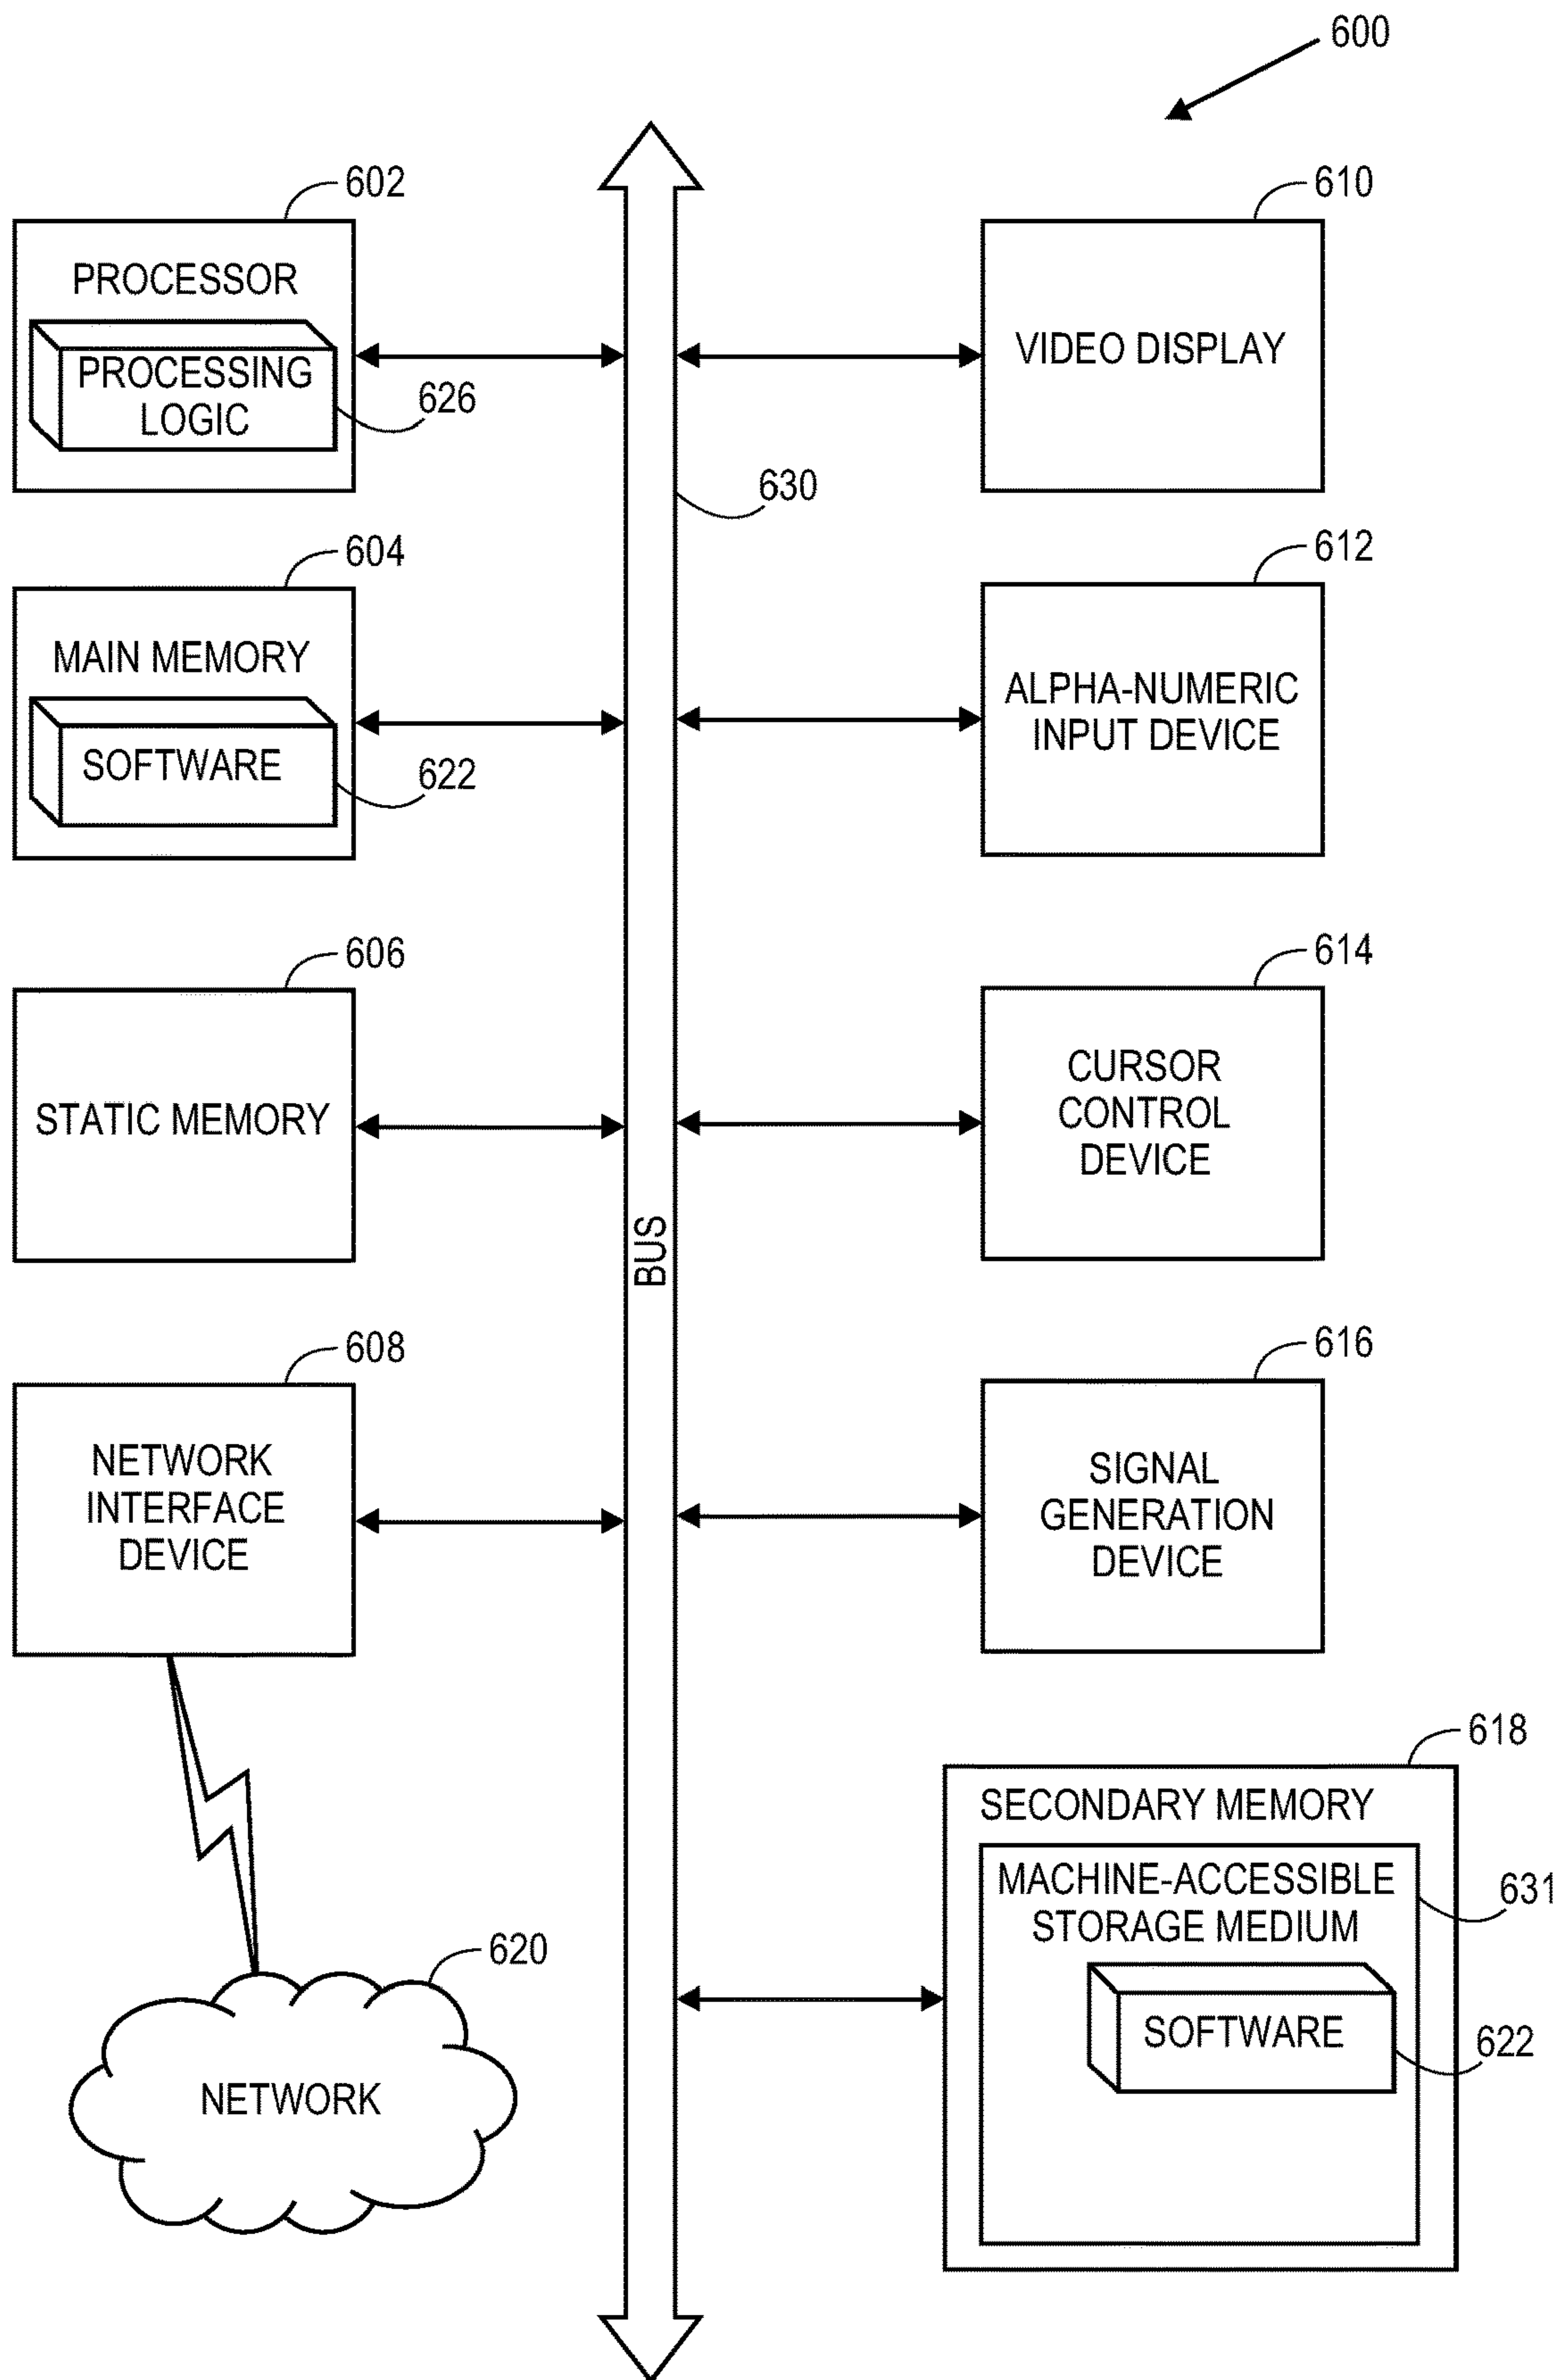 600
602
PROCESSOR
PROCESSING
LOGIC
626
604
MAIN MEMORY
SOFTWARE
622
606
STATIC MEMORY
608
NETWORK
INTERFACE
DEVICE
620
NETWORK
BUS
630
610
VIDEO DISPLAY
612
ALPHA-NUMERIC
INPUT DEVICE
614
CURSOR
CONTROL
DEVICE
616
SIGNAL
GENERATION
DEVICE
618
SECONDARY MEMORY
MACHINE-ACCESSIBLE
STORAGE MEDIUM
631
SOFTWARE
622